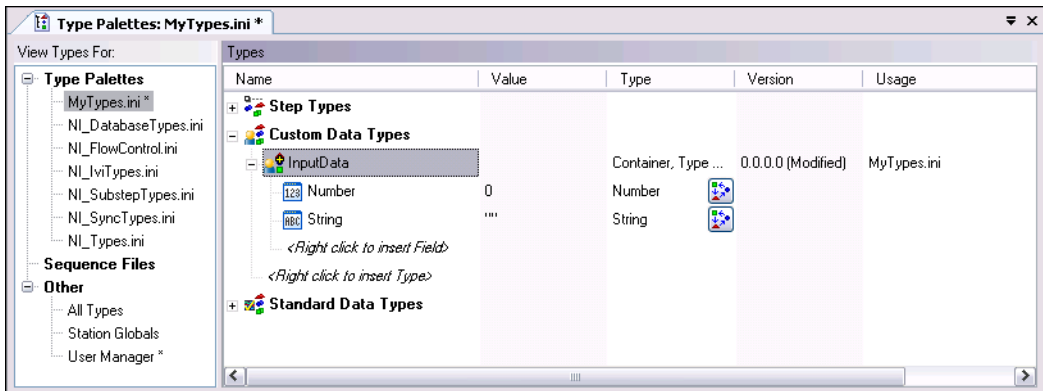 Type Palettes: MyTypes.ini *
View Types For:
Type Palettes
MyTypes.ini *
NI_DatabaseTypes.ini
NI_FlowControl.ini
NI_IviTypes.ini
NI_SubstepTypes.ini
NI_SyncTypes.ini
NI_Types.ini
Sequence Files
Other
All Types
Station Globals
User Manager *
Types
Name Value Type Version Usage
Step Types
Custom Data Types
InputData Container, Type ... 0.0.0.0 (Modified) MyTypes.ini
123 Number 0 Number
ABC String "" String
<Right click to insert Field>
<Right click to insert Type>
Standard Data Types